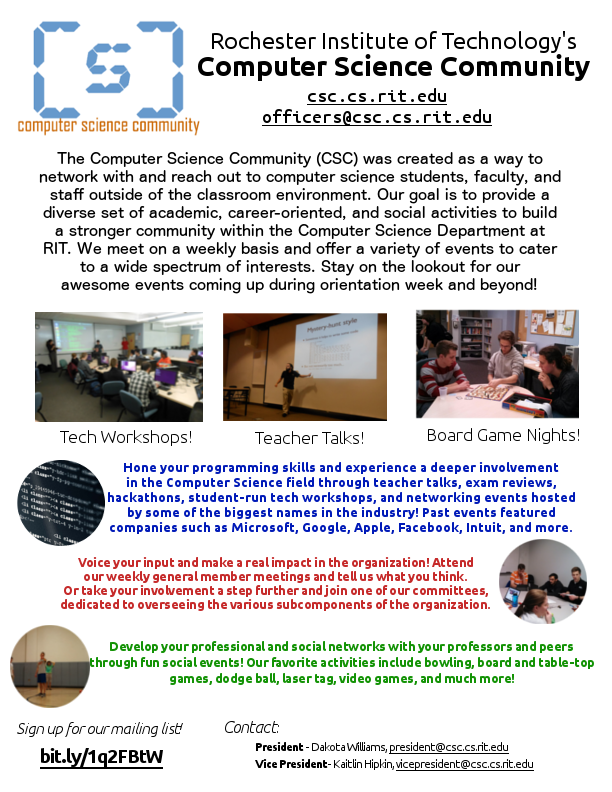 Rochester Institute of Technology's
Computer Science Community
computer science community
csc.cs.rit.edu
officers@csc.cs.rit.edu
The Computer Science Community (CSC) was created as a way to
network with and reach out to computer science students, faculty, and
staff outside of the classroom environment. Our goal is to provide a
diverse set of academic, career-oriented, and social activities to build
a stronger community within the Computer Science Department at
RIT. We meet on a weekly basis and offer a variety of events to cater
to a wide spectrum of interests. Stay on the lookout for our
awesome events coming up during orientation week and beyond!
Mystery-hunt style
Tech Workshops!
Teacher Talks!
Board Game Nights!
Hone your programming skills and experience a deeper involvement
in the Computer Science field through teacher talks, exam reviews,
hackathons, student-run tech workshops, and networking events hosted
by some of the biggest names in the industry! Past events featured
companies such as Microsoft, Google, Apple, Facebook, Intuit, and more.
Voice your input and make a real impact in the organization! Attend
our weekly general member meetings and tell us what you think.
Or take your involvement a step further and join one of our committees,
dedicated to overseeing the various subcomponents of the organization.
Develop your professional and social networks with your professors and peers
through fun social events! Our favorite activities include bowling, board and table-top
games, dodge ball, laser tag, video games, and much more!
Sign up for our mailing list!
bit.ly/1q2FBtW
Contact:
President - Dakota Williams, president@csc.cs.rit.edu
Vice President- Kaitlin Hipkin, vicepresident@csc.cs.rit.edu